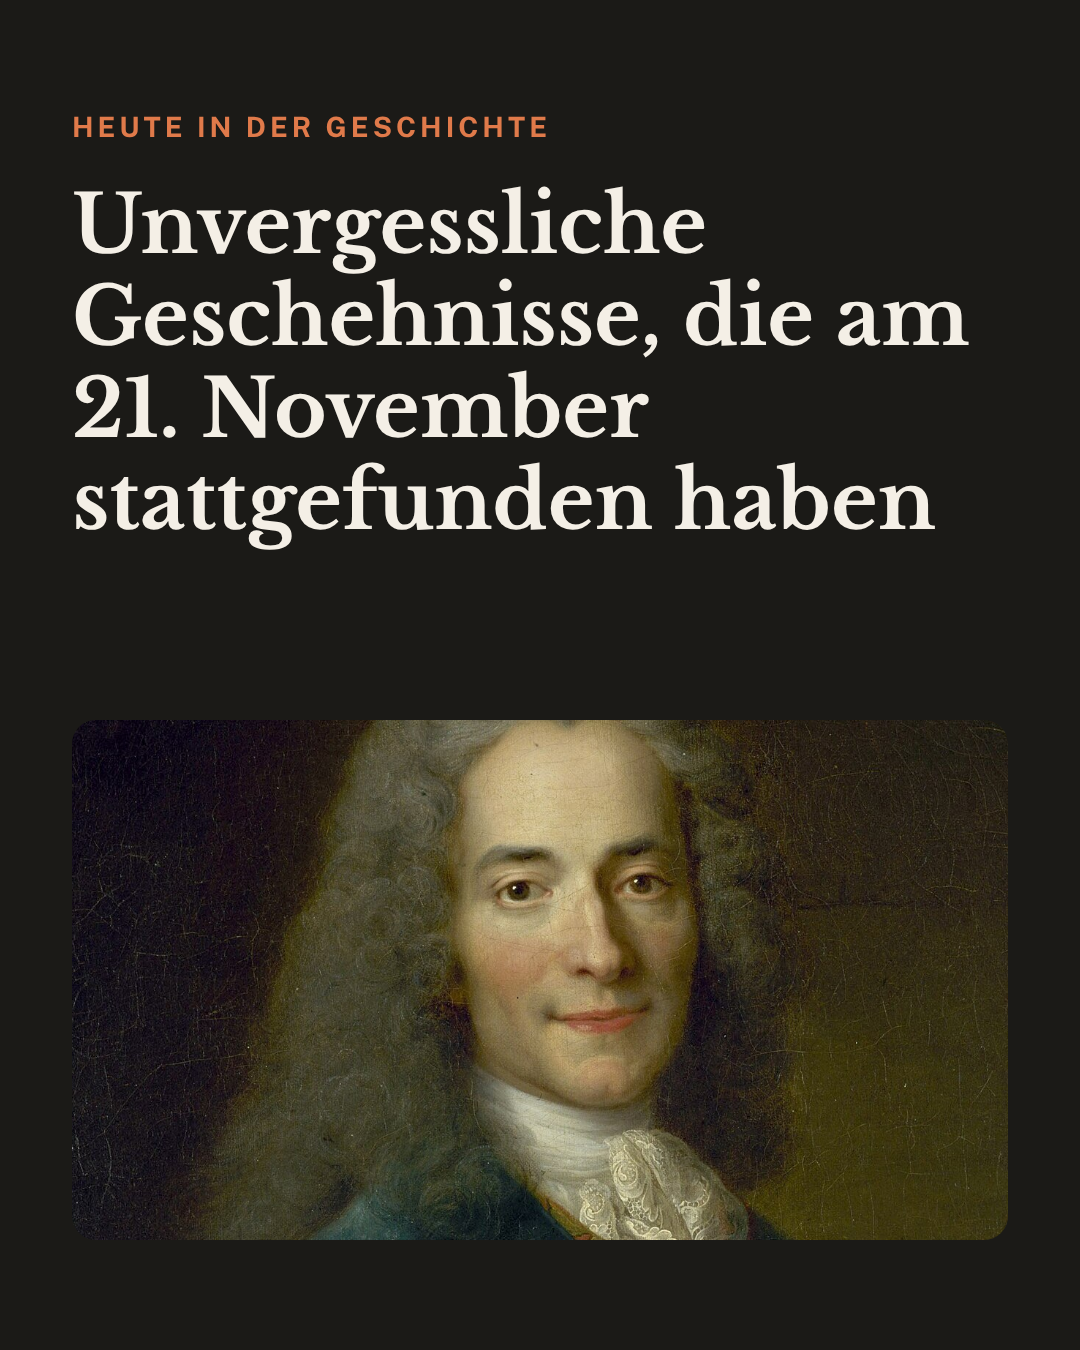 HEUTE IN DER GESCHICHTE
Unvergessliche
Geschehnisse, die am
21. November
stattgefunden haben